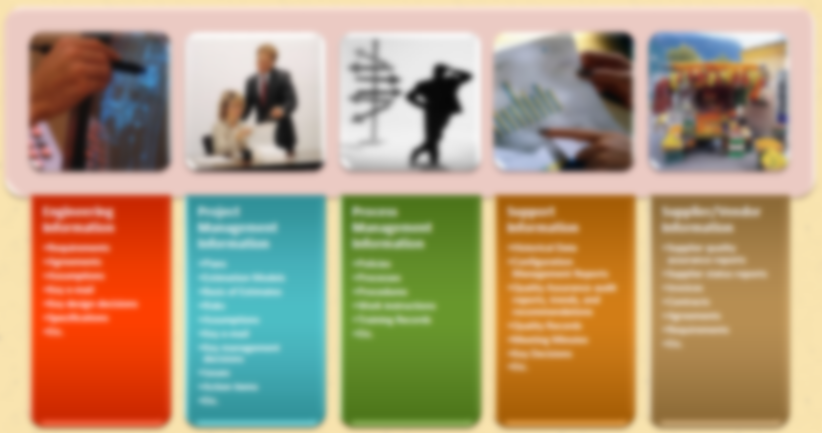 Engineering
Information
•Requirements
•Agreements
•Assumptions
•Key e-mail
•Key design decisions
•Specifications
•Etc.
Project
Management
Information
•Plans
•Estimation Models
•Basis of Estimates
•Risks
•Assumptions
•Key e-mail
•Key management
decisions
•Issues
•Action Items
•Etc.
Process
Management
Information
•Policies
•Processes
•Procedures
•Work Instructions
•Training Records
•Etc.
Support
Information
•Historical Data
•Configuration
Management Reports
•Quality Assurance audit
reports, trends, and
recommendations
•Quality Records
•Meeting Minutes
•Key Decisions
•Etc.
Supplier/Vendor
Information
•Supplier quality
assurance reports
•Supplier status reports
•Invoices
•Contracts
•Agreements
•Requirements
•Etc.